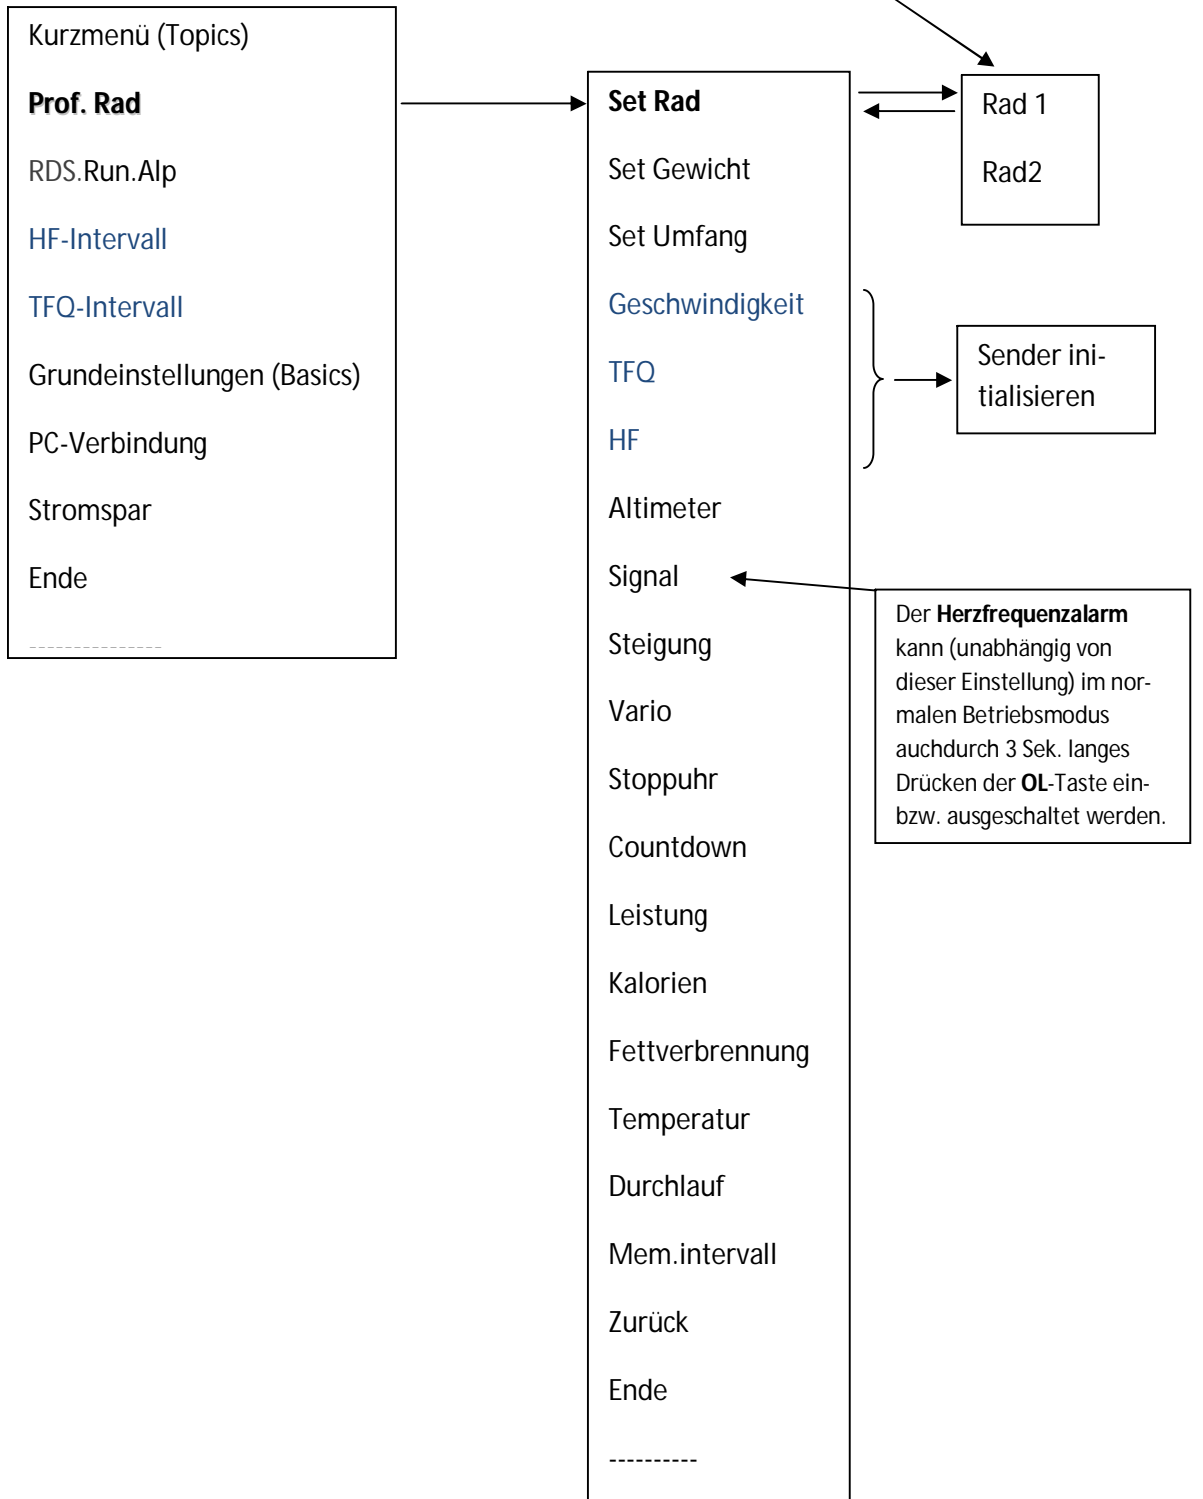 Kurzmenü (Topics)
Prof. Rad
RDS.Run.Alp
HF-Intervall
TFQ-Intervall
Grundeinstellungen (Basics)
PC-Verbindung
Stromspar
Ende
---------------
Set Rad
Set Gewicht
Set Umfang
Geschwindigkeit
TFQ
HF
Altimeter
Signal
Steigung
Vario
Stoppuhr
Countdown
Leistung
Kalorien
Fettverbrennung
Temperatur
Durchlauf
Mem.intervall
Zurück
Ende
----------
Rad 1
Rad2
Sender ini-
tialisieren
Der Herzfrequenzalarm
kann (unabhängig von
dieser Einstellung) im nor-
malen Betriebsmodus
auchdurch 3 Sek. langes
Drücken der OL-Taste ein-
bzw. ausgeschaltet werden.